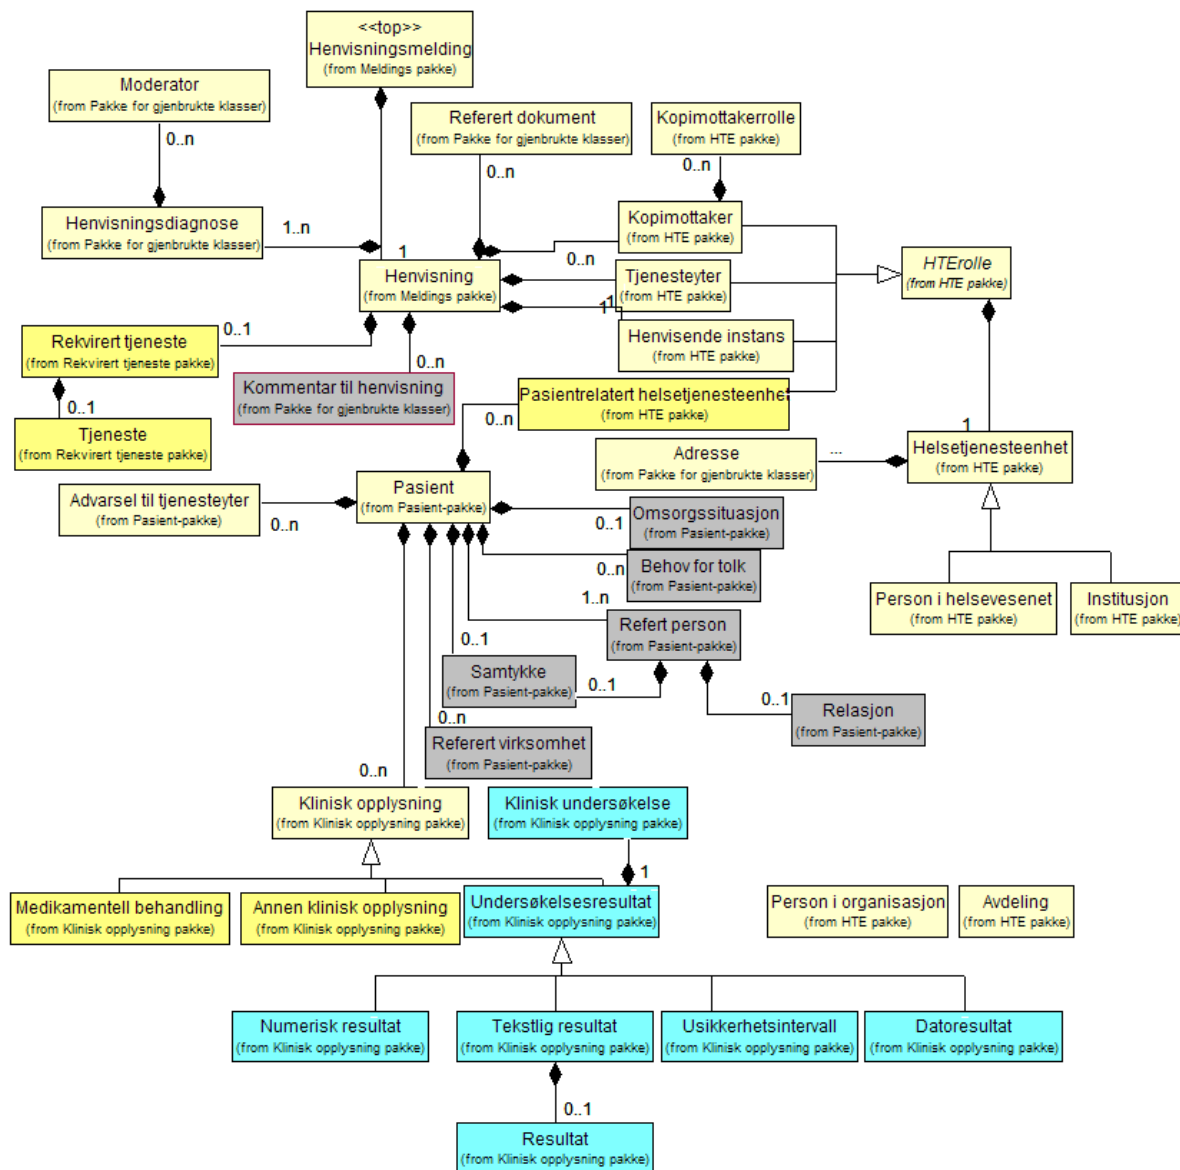 <<top>>
Henvisningsmelding
(from Meldings pakke)
Moderator
(from Pakke for gjenbrukte klasser)
0..n
Referert dokument
(from Pakke for gjenbrukte klasser)
0..n
Kopimottakerrolle
(from HTE pakke)
0..n
Henvisningsdiagnose
(from Pakke for gjenbrukte klasser)
1..n
1
Kopimottaker
(from HTE pakke)
0..n
HTErolle
(from HTE pakke)
Henvisning
(from Meldings pakke)
Tjenesteyter
(from HTE pakke)
1
1
Henvisende instans
(from HTE pakke)
Rekvirert tjeneste
(from Rekvirert tjeneste pakke)
0..1
Kommentar til henvisning
(from Pakke for gjenbrukte klasser)
0..n
Pasientrelatert helsetjenesteenhet
(from HTE pakke)
0..n
Tjeneste
(from Rekvirert tjeneste pakke)
0..1
Adresse
(from Pakke for gjenbrukte klasser)
...
1
Helsetjenesteenhet
(from HTE pakke)
Advarsel til tjenesteyter
(from Pasient-pakke)
0..n
Pasient
(from Pasient-pakke)
Omsorgssituasjon
(from Pasient-pakke)
0..1
Behov for tolk
(from Pasient-pakke)
0..n
Person i helsevesenet
(from HTE pakke)
Institusjon
(from HTE pakke)
1..n
Refert person
(from Pasient-pakke)
0..1
Samtykke
(from Pasient-pakke)
0..1
0..1
Relasjon
(from Pasient-pakke)
0..n
Referert virksomhet
(from Pasient-pakke)
0..n
Klinisk opplysning
(from Klinisk opplysning pakke)
Klinisk undersøkelse
(from Klinisk opplysning pakke)
1
Medikamentell behandling
(from Klinisk opplysning pakke)
Annen klinisk opplysning
(from Klinisk opplysning pakke)
Undersøkelsesresultat
(from Klinisk opplysning pakke)
Person i organisasjon
(from HTE pakke)
Avdeling
(from HTE pakke)
Numerisk resultat
(from Klinisk opplysning pakke)
Tekstlig resultat
(from Klinisk opplysning pakke)
Usikkerhetsintervall
(from Klinisk opplysning pakke)
Datoresultat
(from Klinisk opplysning pakke)
0..1
Resultat
(from Klinisk opplysning pakke)